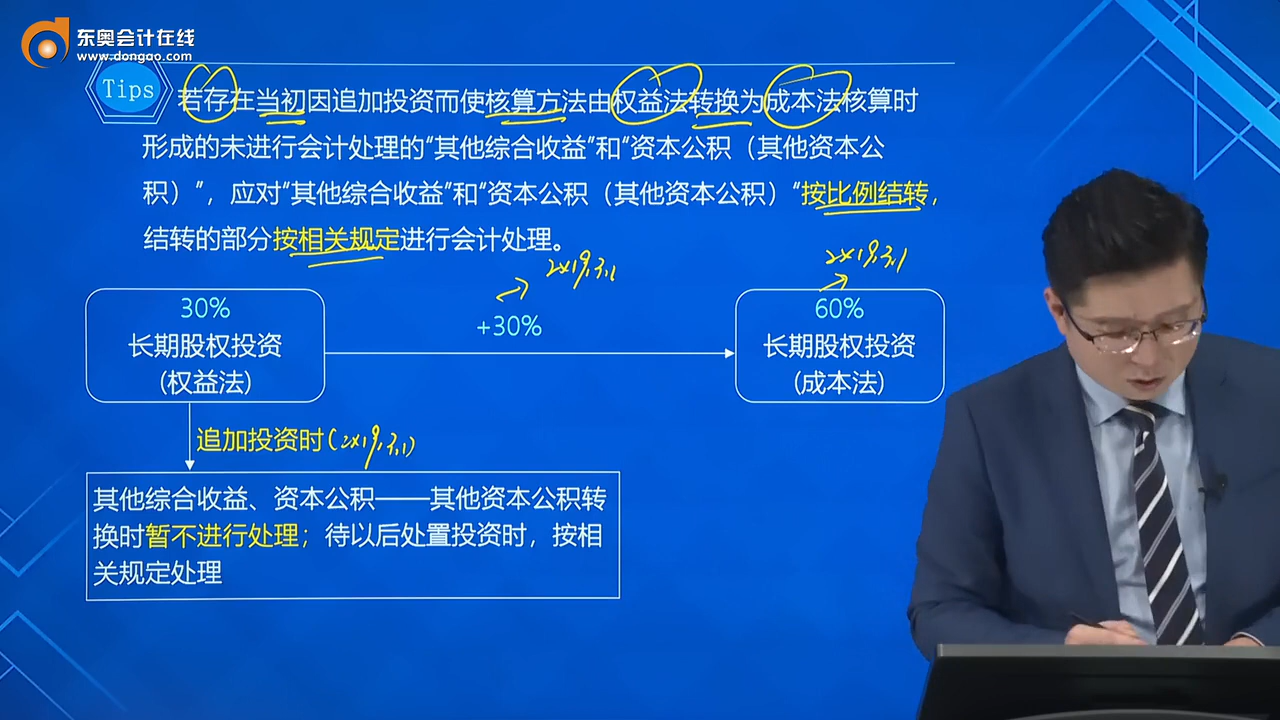 东奥会计在线
www.dongao.com
Tips
若存在当初因追加投资而使核算方法由权益法转换为成本法核算时
形成的未进行会计处理的“其他综合收益”和“资本公积（其他资本公
积）”，应对“其他综合收益”和“资本公积（其他资本公积）“按比例结转，
结转的部分按相关规定进行会计处理。
2×19.3.1
2×19.3.1
30%
长期股权投资
(权益法)
+30%
60%
长期股权投资
(成本法)
追加投资时(2×19.3.1)
其他综合收益、资本公积——其他资本公积转
换时暂不进行处理；待以后处置投资时，按相
关规定处理